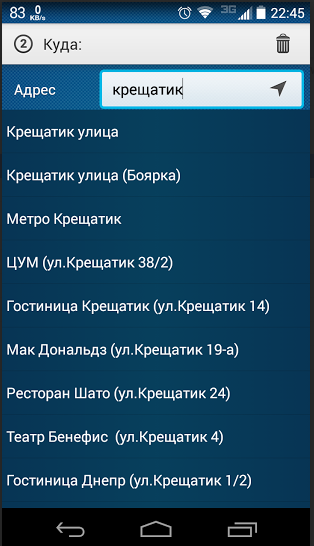 83 0 KB/s 3G 22:45
2 Куда:
Адрес крещатик
Крещатик улица
Крещатик улица (Боярка)
Метро Крещатик
ЦУМ (ул.Крещатик 38/2)
Гостиница Крещатик (ул.Крещатик 14)
Мак Дональдз (ул.Крещатик 19-а)
Ресторан Шато (ул.Крещатик 24)
Театр Бенефис (ул.Крещатик 4)
Гостиница Днепр (ул.Крещатик 1/2)